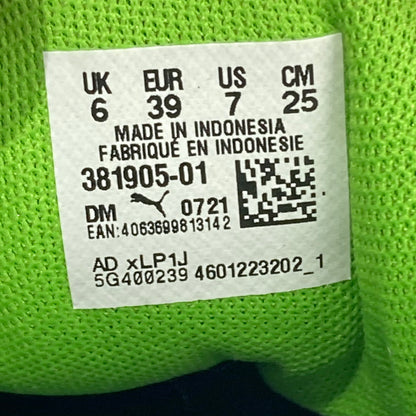 UK EUR US CM
6 39 7 25
MADE IN INDONESIA
FABRIQUÉ EN INDONESIE
381905-01
DM 0721
EAN:4063699813142
AD xLP1J
5G400239 4601223202_1